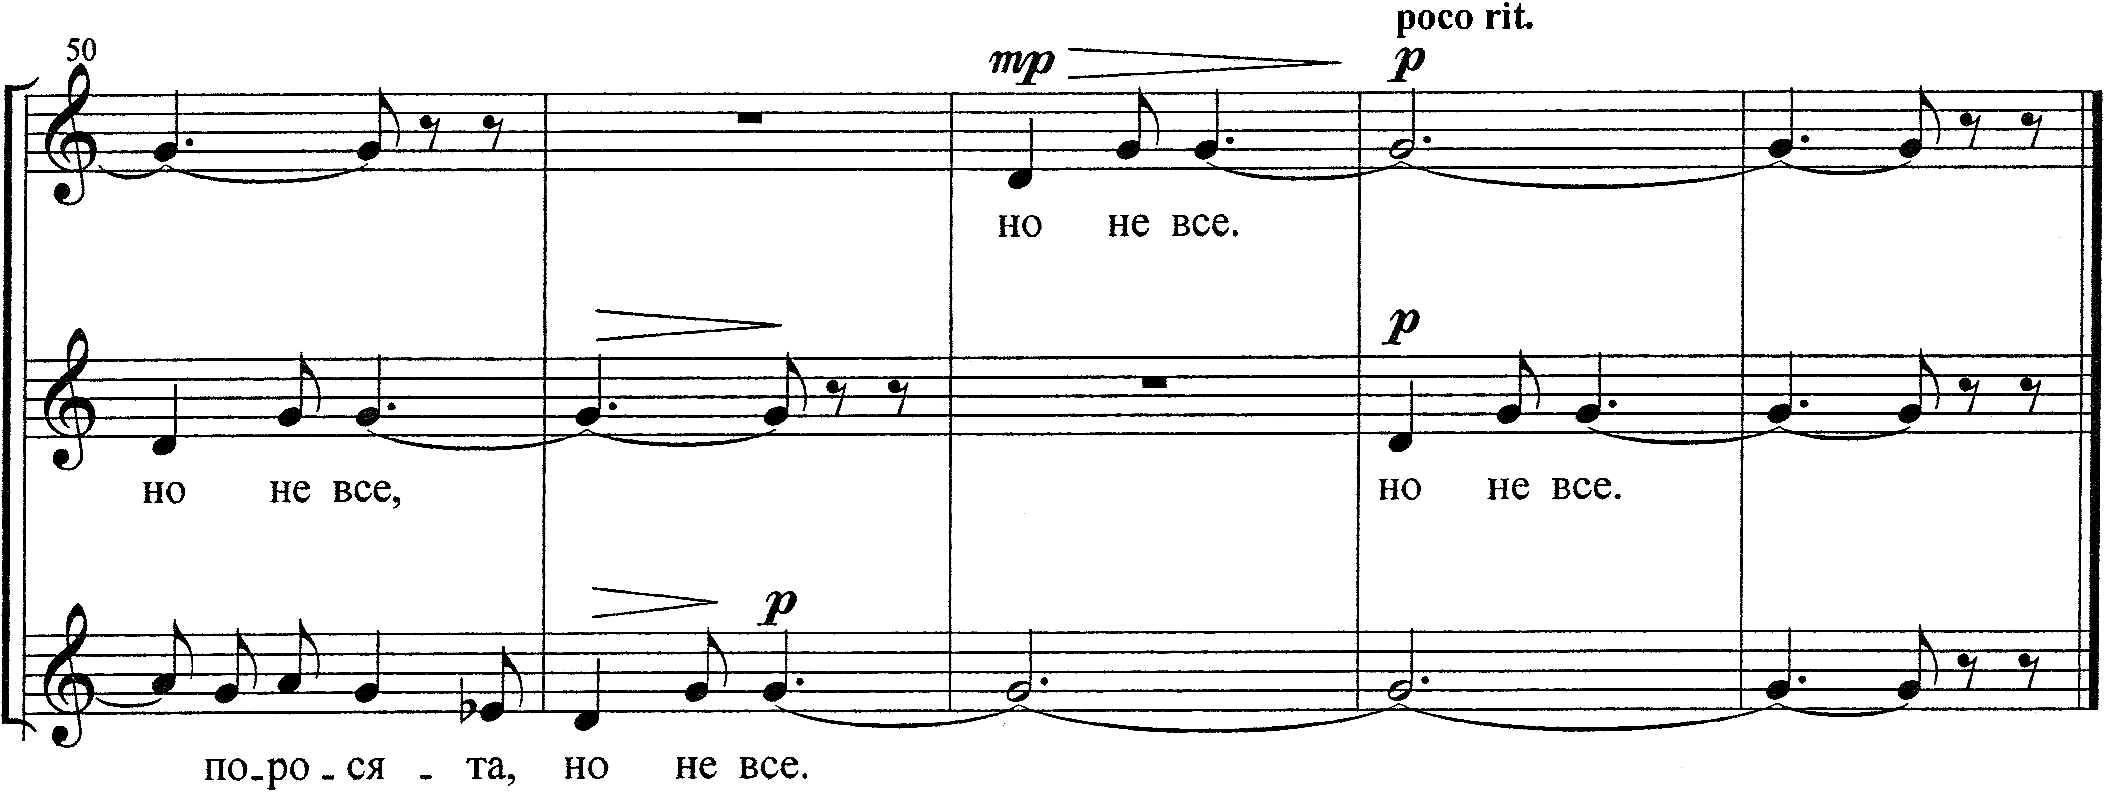 poco rit.
50
mp p
но не все.
p
но не все, но не все.
p
по-ро-ся-та, но не все.